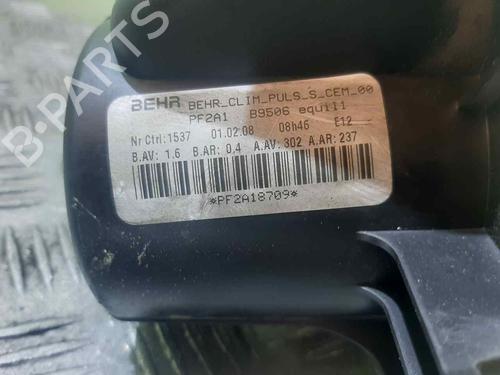 B-PARTS
BEHR BEHR_CLIM_PULS_S_CEM_00
PF2A1 B9506 equili
Nr Ctrl:1537 01.02.08 08h46 E12
B.AV: 1.6 B.AR: 0.4 A.AV: 302 A.AR: 237
*PF2A18709*